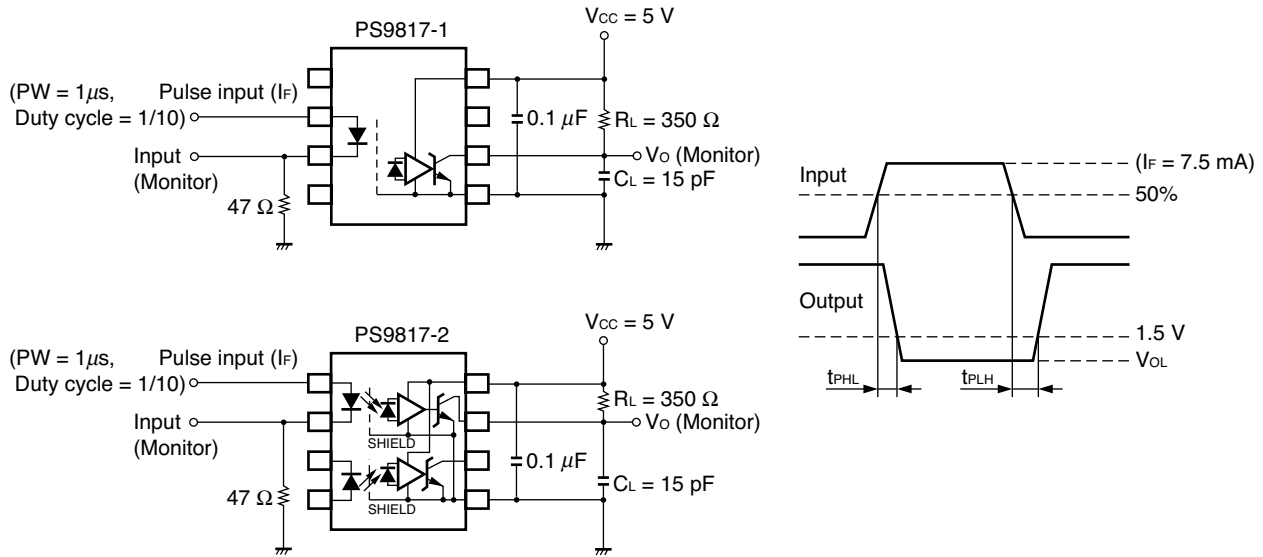 VCC = 5 V
PS9817-1
(PW = 1μs, Pulse input (IF)
Duty cycle = 1/10)
Input
(Monitor)
47 Ω
0.1 μF
RL = 350 Ω
VO (Monitor)
CL = 15 pF
VCC = 5 V
PS9817-2
(PW = 1μs, Pulse input (IF)
Duty cycle = 1/10)
Input
(Monitor)
47 Ω
SHIELD
SHIELD
RL = 350 Ω
VO (Monitor)
0.1 μF
CL = 15 pF
Input
(IF = 7.5 mA)
50%
Output
1.5 V
VOL
tPHL
tPLH